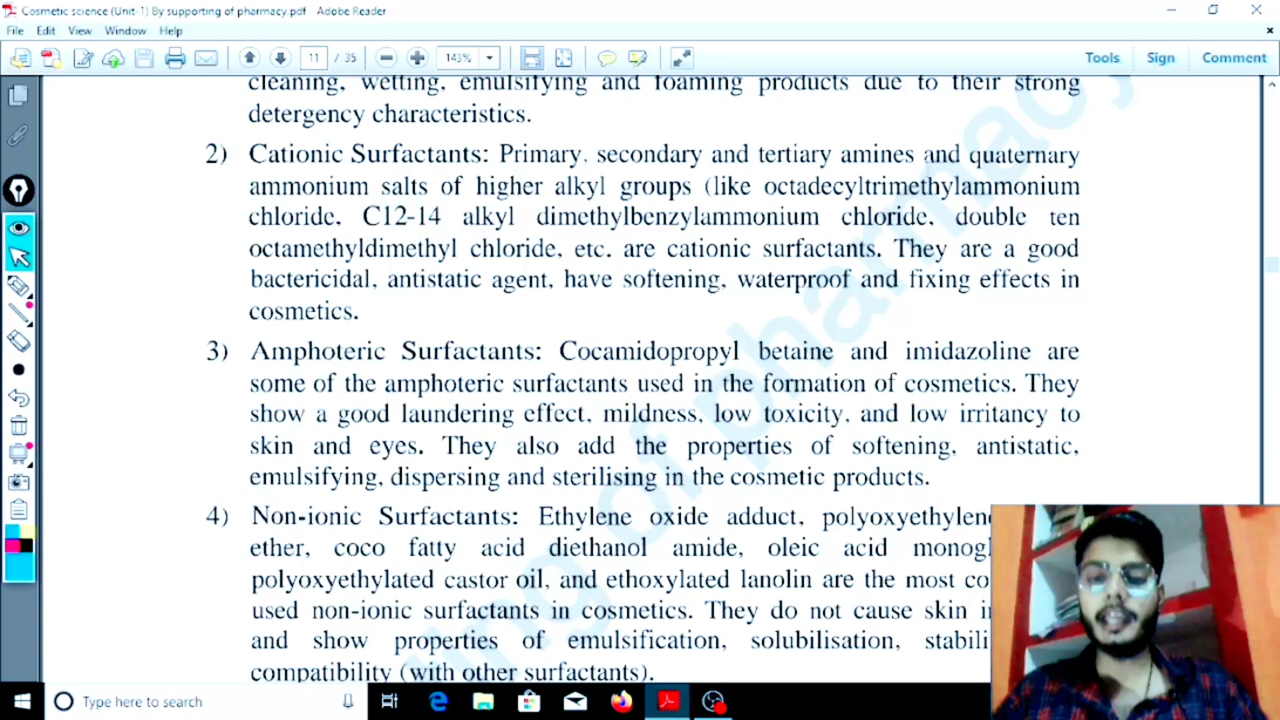 Cosmetic science (Unit-1) By supporting of pharmacy.pdf - Adobe Reader
File Edit View Window Help
11 / 35 143% Tools Sign Comment
cleaning, wetting, emulsifying and foaming products due to their strong
detergency characteristics.
2) Cationic Surfactants: Primary, secondary and tertiary amines and quaternary
ammonium salts of higher alkyl groups (like octadecyltrimethylammonium
chloride, C12-14 alkyl dimethylbenzylammonium chloride, double ten
octamethyldimethyl chloride, etc. are cationic surfactants. They are a good
bactericidal, antistatic agent, have softening, waterproof and fixing effects in
cosmetics.
3) Amphoteric Surfactants: Cocamidopropyl betaine and imidazoline are
some of the amphoteric surfactants used in the formation of cosmetics. They
show a good laundering effect, mildness, low toxicity, and low irritancy to
skin and eyes. They also add the properties of softening, antistatic,
emulsifying, dispersing and sterilising in the cosmetic products.
4) Non-ionic Surfactants: Ethylene oxide adduct, polyoxyethylen
ether, coco fatty acid diethanol amide, oleic acid monog
polyoxyethylated castor oil, and ethoxylated lanolin are the most co
used non-ionic surfactants in cosmetics. They do not cause skin i
and show properties of emulsification, solubilisation, stabili
compatibility (with other surfactants).
ng of pharmacy
Type here to search